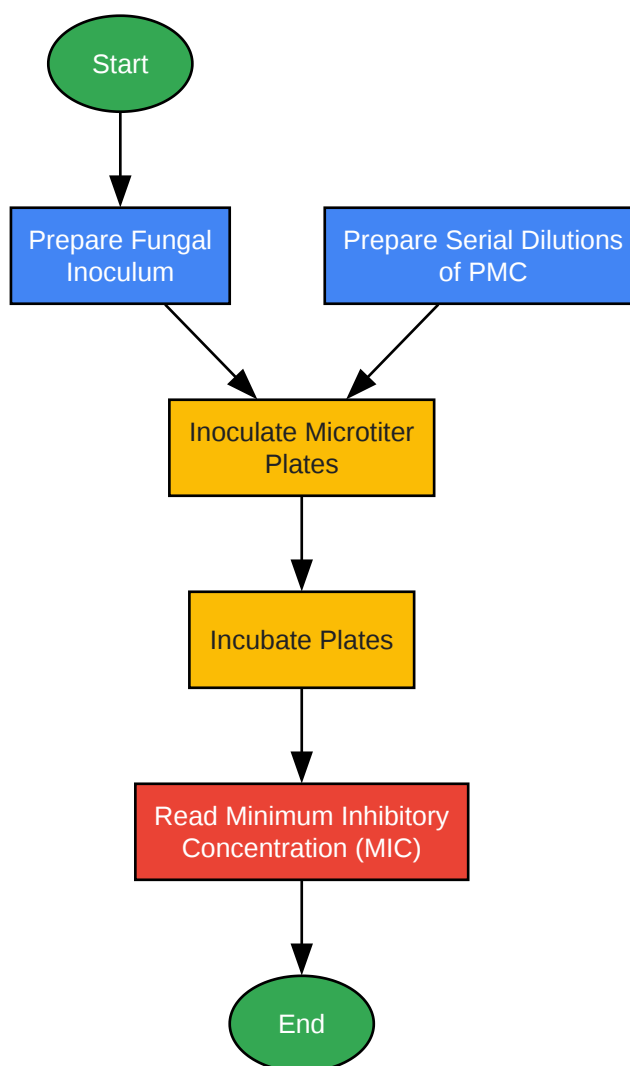 Start
Prepare Fungal
Inoculum
Prepare Serial Dilutions
of PMC
Inoculate Microtiter
Plates
Incubate Plates
Read Minimum Inhibitory
Concentration (MIC)
End